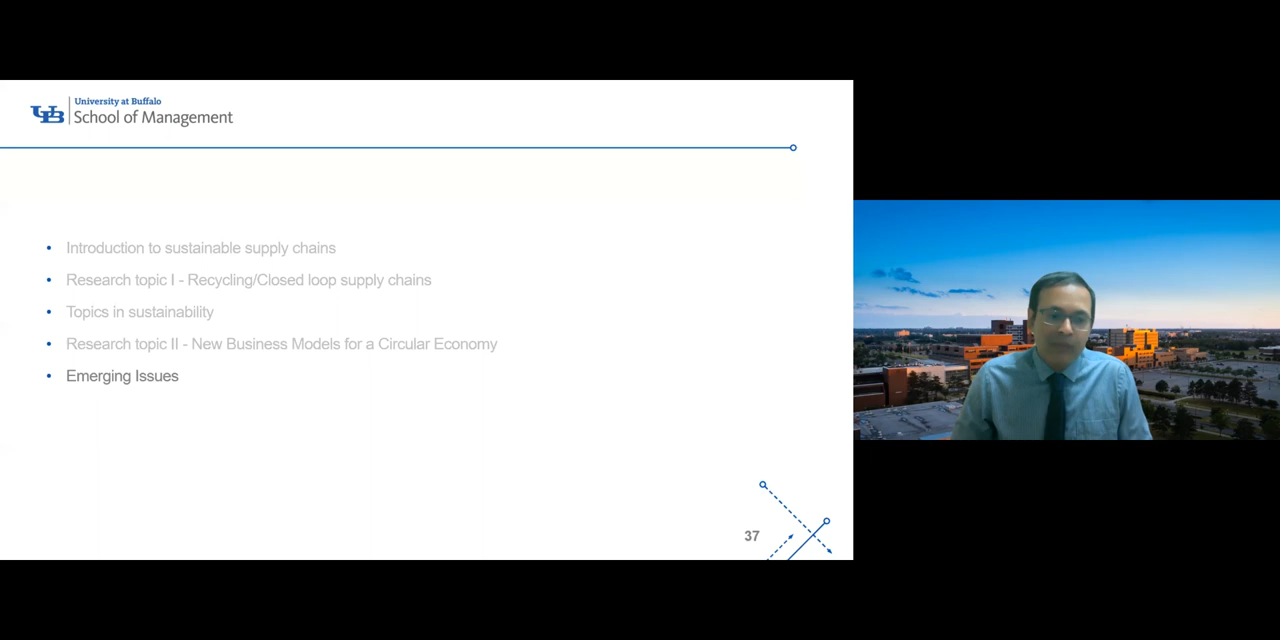 UB
University at Buffalo
School of Management
• Introduction to sustainable supply chains
• Research topic I - Recycling/Closed loop supply chains
• Topics in sustainability
• Research topic II - New Business Models for a Circular Economy
• Emerging Issues
37